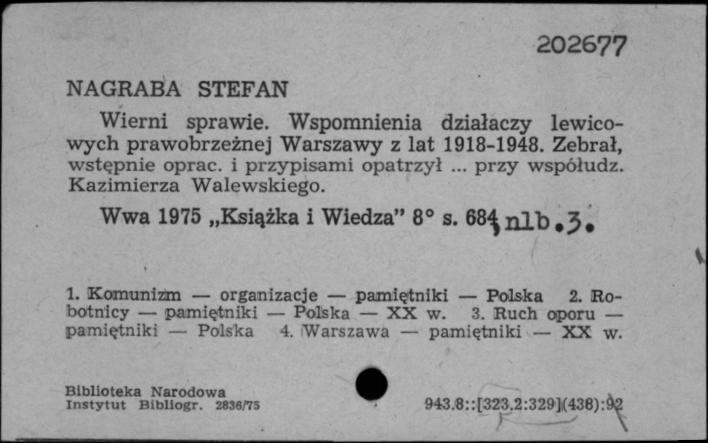 202677
NAGRABA STEFAN
Wierni sprawie. Wspomnienia działaczy lewico-
wych prawobrzeżnej Warszawy z lat 1918-1948. Zebrał,
wstępnie oprac. i przypisami opatrzył ... przy współudz.
Kazimierza Walewskiego.
Wwa 1975 „Książka i Wiedza” 8° s. 684, nlb.3.
1. Komunizm — organizacje — pamiętniki — Polska 2. Ro-
botnicy — pamiętniki — Polska — XX w. 3. Ruch oporu —
pamiętniki — Polska 4. Warszawa — pamiętniki — XX w.
Biblioteka Narodowa
Instytut Bibliogr. 2836/75
943.8::[323.2:329](438):92